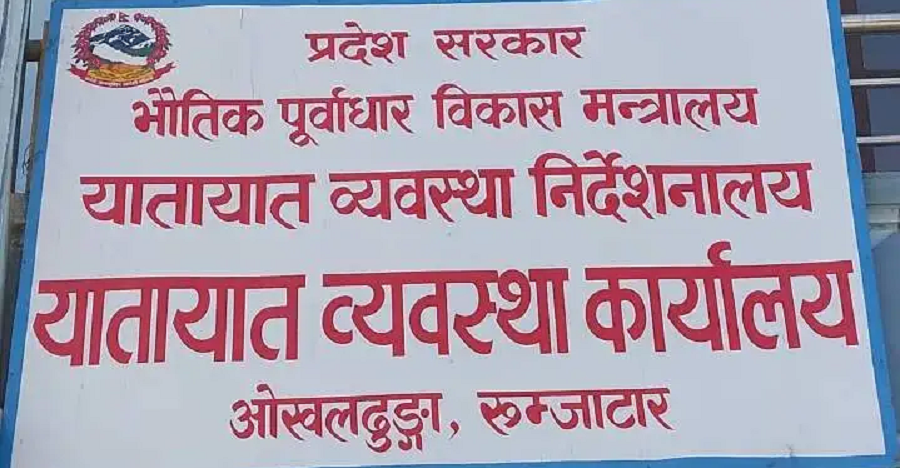 प्रदेश सरकार
भौतिक पूर्वाधार विकास मन्त्रालय
यातायात व्यवस्था निर्देशनालय
यातायात व्यवस्था कार्यालय
ओखलढुङ्गा, रूम्जाटार